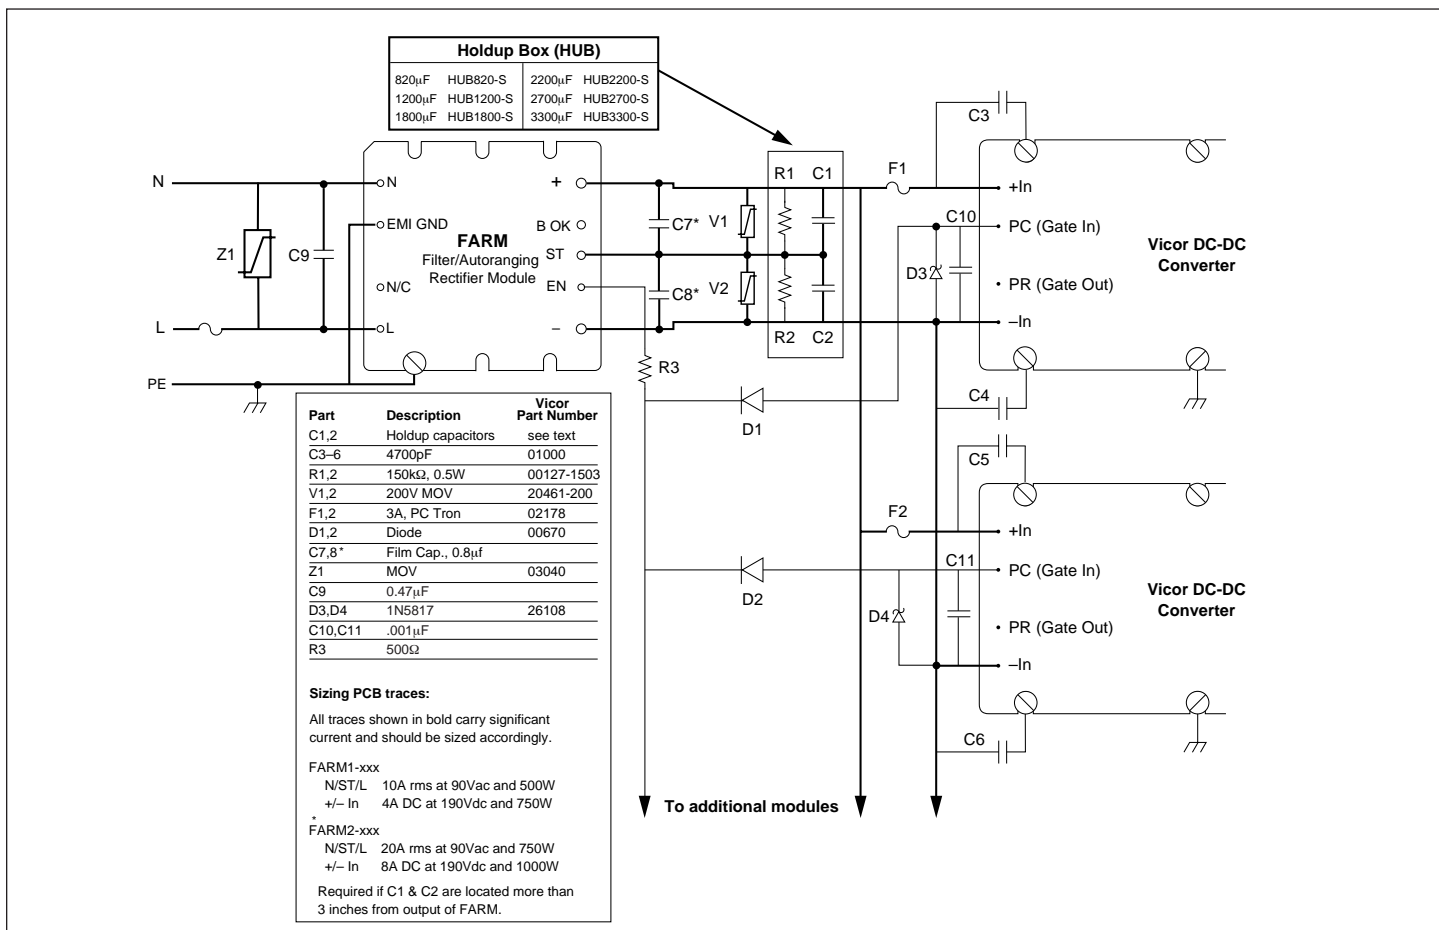 Holdup Box (HUB)
820µF HUB820-S 2200µF HUB2200-S
1200µF HUB1200-S 2700µF HUB2700-S
1800µF HUB1800-S 3300µF HUB3300-S
N
Z1
C9
L
PE
N
EMI GND
N/C
L
FARM
Filter/Autoranging
Rectifier Module
+
B OK
ST
EN
–
C7*
C8*
V1
V2
R1 C1
R2 C2
R3
D1
D2
F1
C3
C10
D3
C4
+In
PC (Gate In)
PR (Gate Out)
–In
Vicor DC-DC
Converter
C5
F2
C11
D4
C6
+In
PC (Gate In)
PR (Gate Out)
–In
Vicor DC-DC
Converter
To additional modules
Part Description Vicor Part Number
C1,2 Holdup capacitors see text
C3–6 4700pF 01000
R1,2 150kΩ, 0.5W 00127-1503
V1,2 200V MOV 20461-200
F1,2 3A, PC Tron 02178
D1,2 Diode 00670
C7,8* Film Cap., 0.8µf
Z1 MOV 03040
C9 0.47µF
D3,D4 1N5817 26108
C10,C11 .001µF
R3 500Ω
Sizing PCB traces:
All traces shown in bold carry significant
current and should be sized accordingly.
FARM1-xxx
N/ST/L 10A rms at 90Vac and 500W
+/– In 4A DC at 190Vdc and 750W
*
FARM2-xxx
N/ST/L 20A rms at 90Vac and 750W
+/– In 8A DC at 190Vdc and 1000W
Required if C1 & C2 are located more than
3 inches from output of FARM.